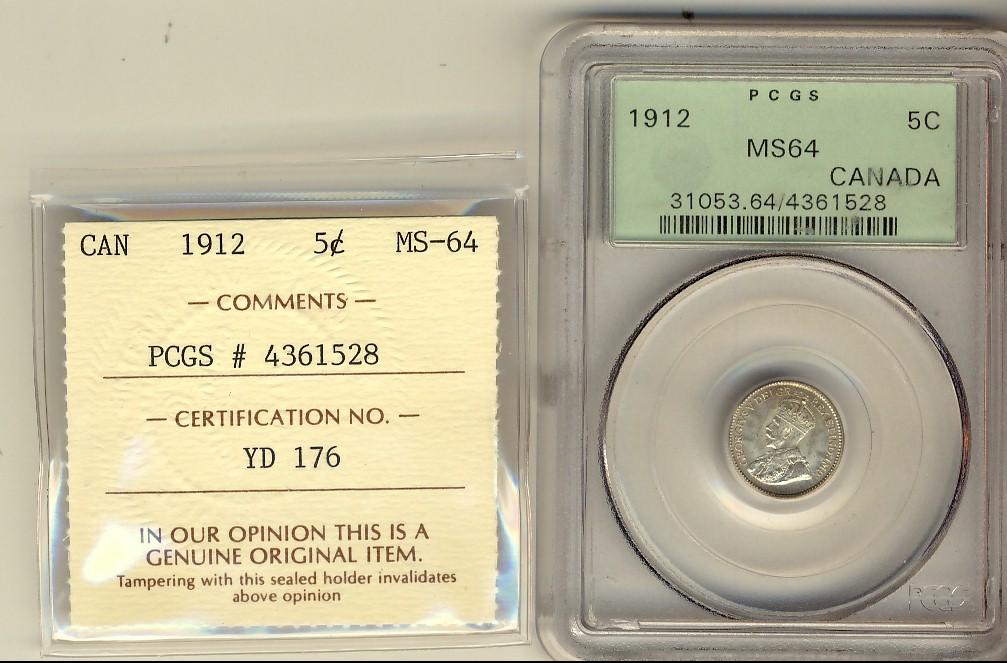 CAN 1912 5¢ MS-64
— COMMENTS —
PCGS # 4361528
— CERTIFICATION NO. —
YD 176
IN OUR OPINION THIS IS A
GENUINE ORIGINAL ITEM.
Tampering with this sealed holder invalidates
above opinion
PCGS
1912 5C
MS64
CANADA
31053.64/4361528
PCGS